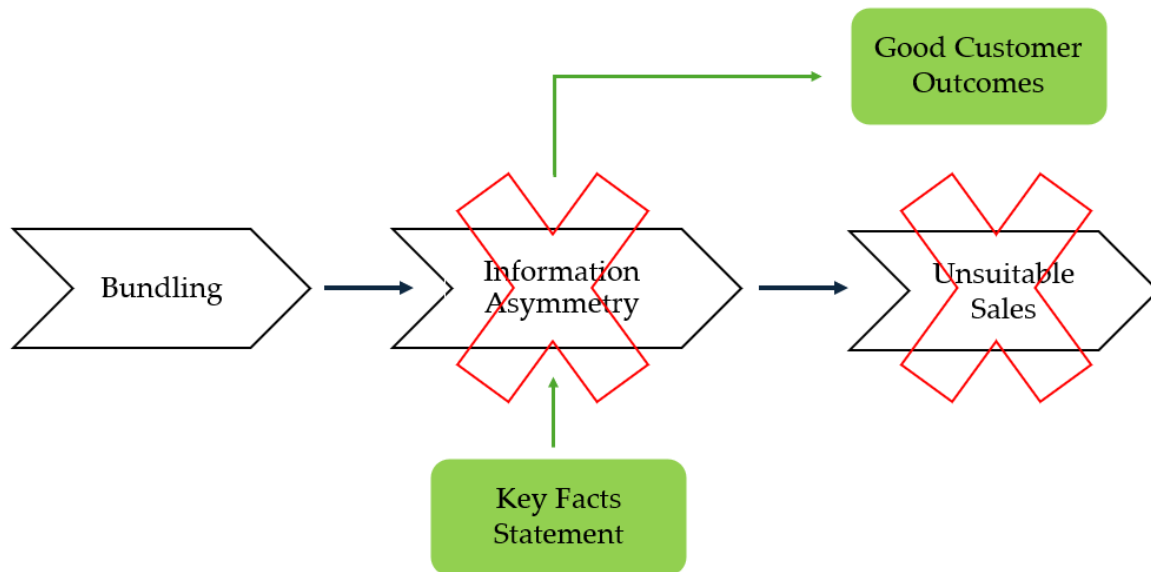 Good Customer
Outcomes
Bundling
Information
Asymmetry
Unsuitable
Sales
Key Facts
Statement